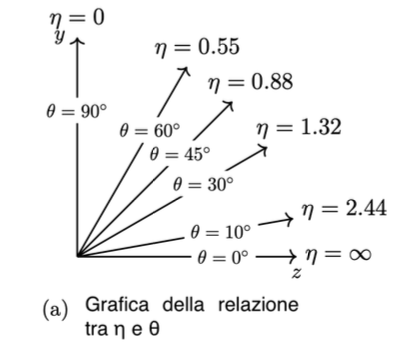 η = 0
y
η = 0.55
η = 0.88
θ = 90°
θ = 60°
η = 1.32
θ = 45°
θ = 30°
η = 2.44
θ = 10°
θ = 0°
η = ∞
z
(a) Grafica della relazione
tra η e θ